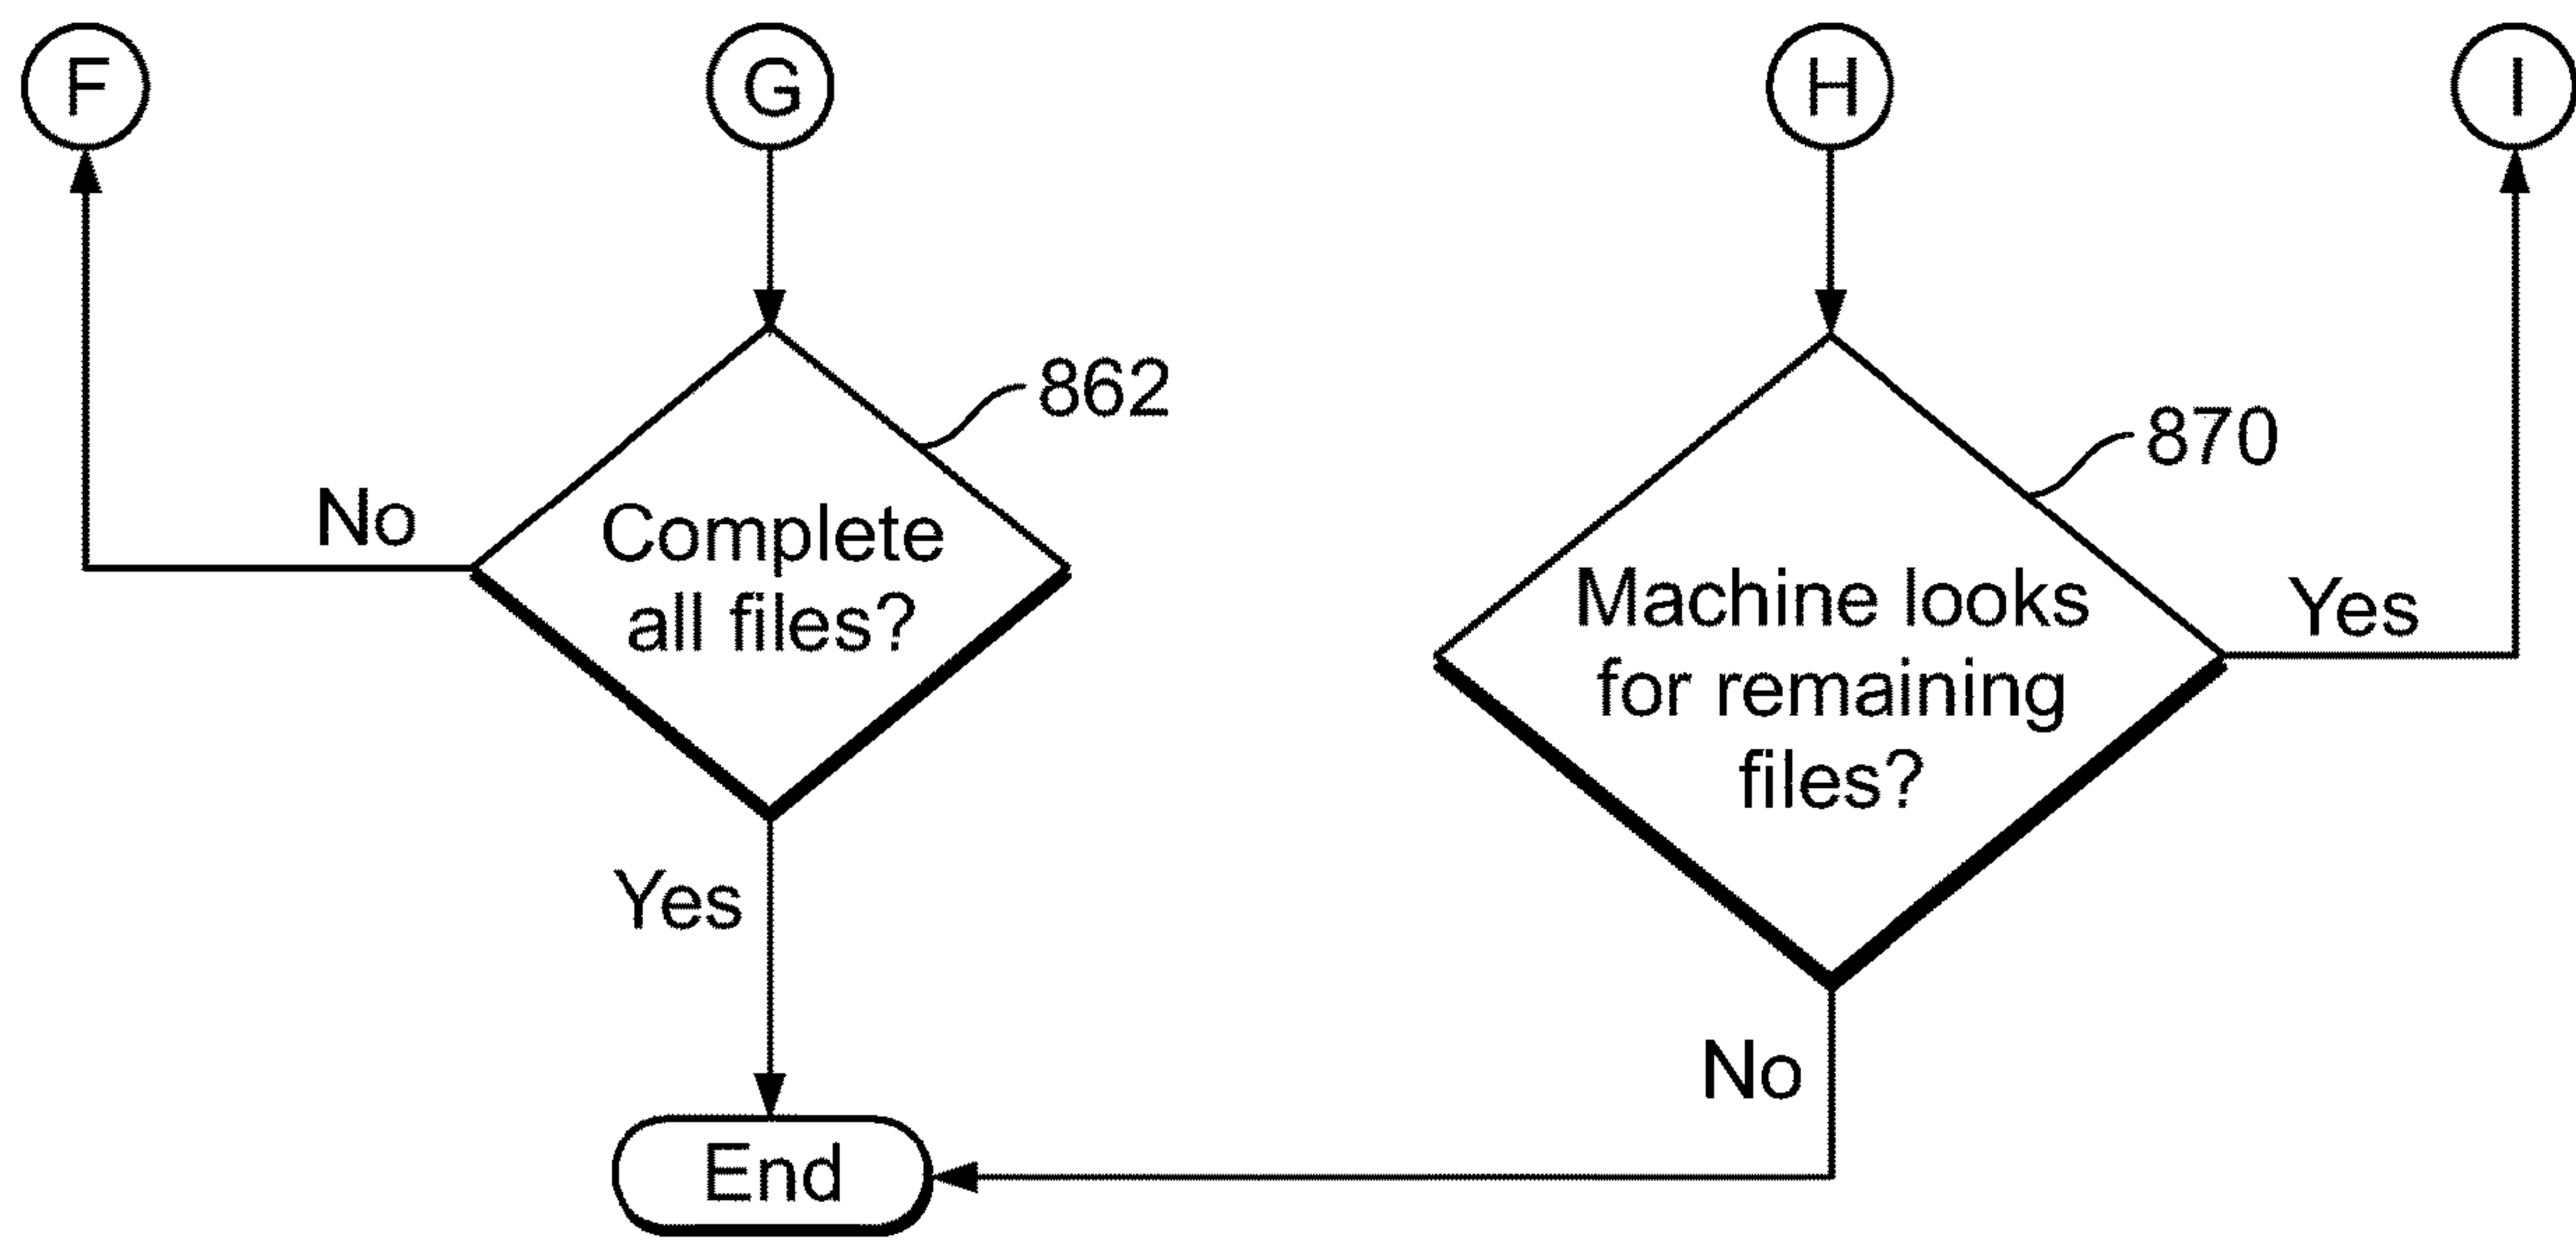 F
G
H
I
862
870
No
Complete
all files?
Machine looks
for remaining
files?
Yes
Yes
No
End